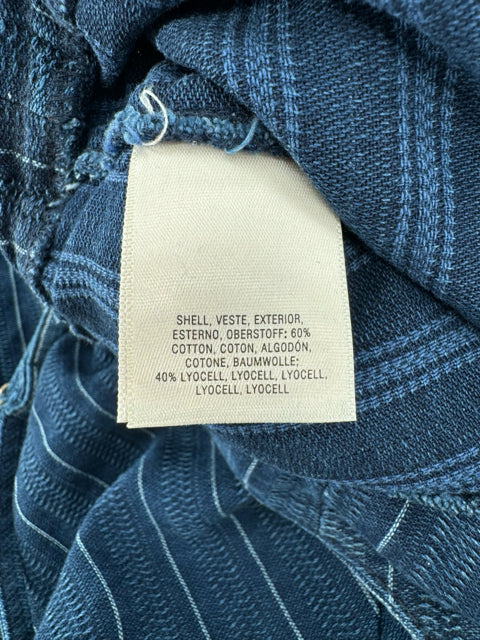 SHELL, VESTE, EXTERIOR,
ESTERNO, OBERSTOFF: 60%
COTTON, COTON, ALGODÓN,
COTONE, BAUMWOLLE:
40% LYOCELL, LYOCELL, LYOCELL,
LYOCELL, LYOCELL